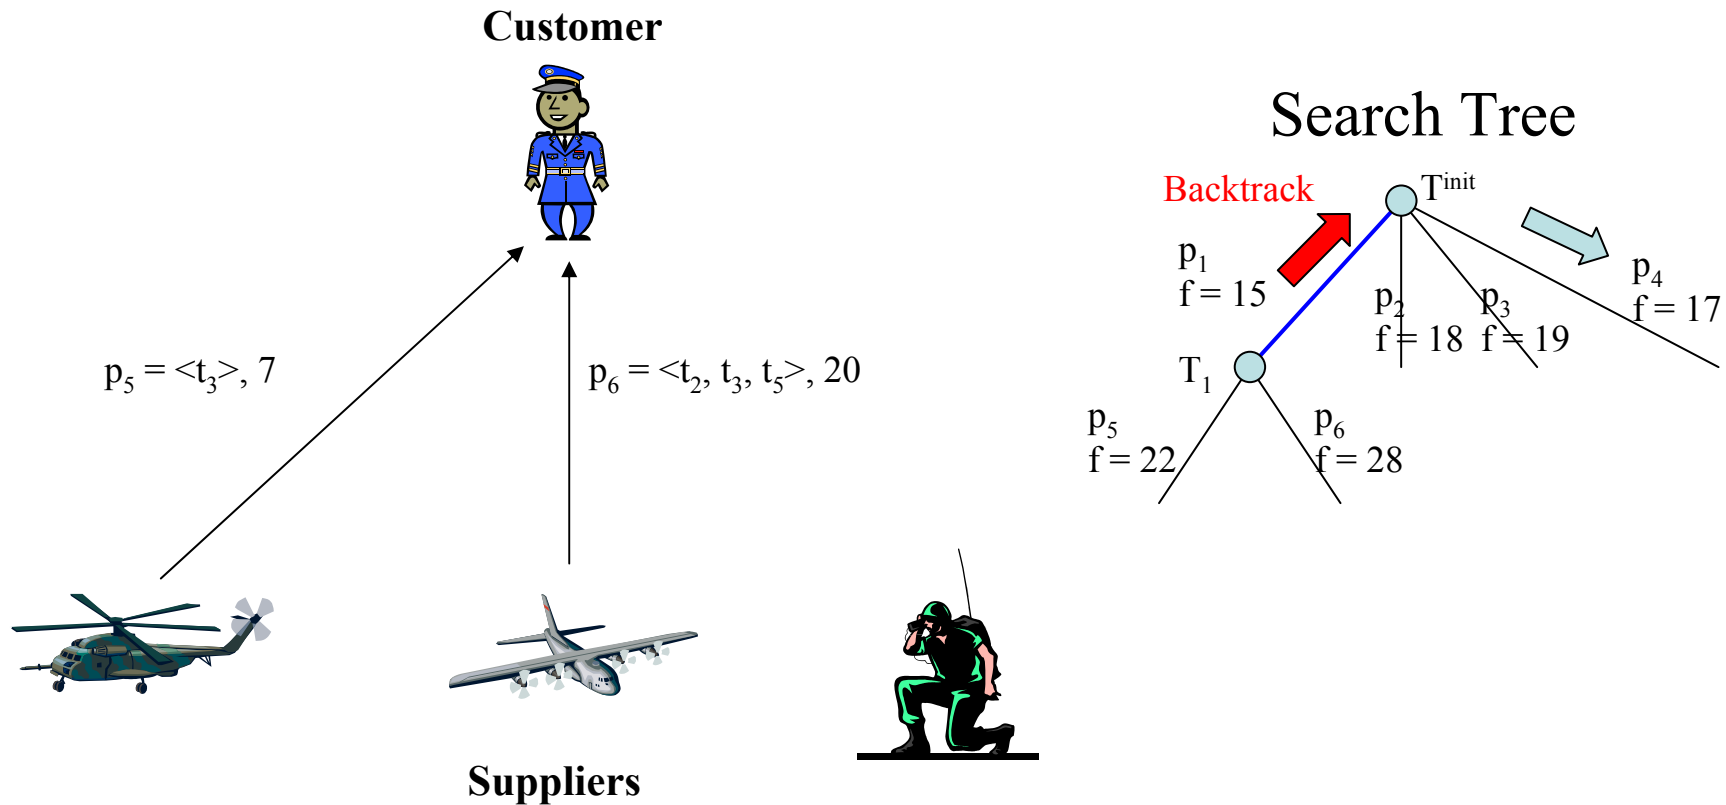 Customer
Search Tree
Backtrack
T^init
p₁
f = 15
p₂
f = 18
p₃
f = 19
p₄
f = 17
p₅ = <t₃>, 7
p₆ = <t₂, t₃, t₅>, 20
T₁
p₅
f = 22
p₆
f = 28
Suppliers